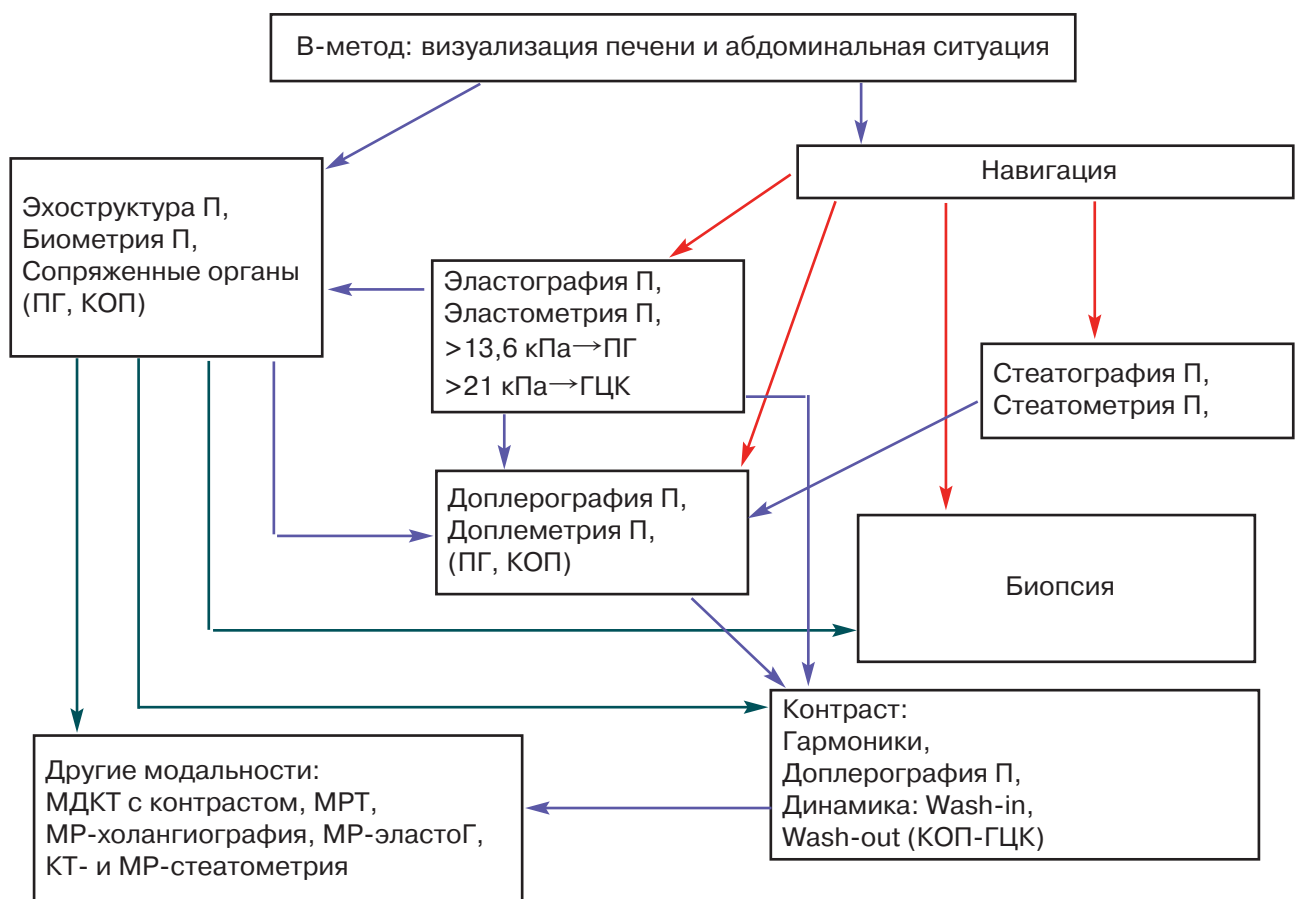 В-метод: визуализация печени и абдоминальная ситуация
Навигация
Эхоструктура П,
Биометрия П,
Сопряженные органы
(ПГ, КОП)
Эластография П,
Эластометрия П,
>13,6 кПа→ПГ
>21 кПа→ГЦК
Стеатография П,
Стеатометрия П,
Доплерография П,
Доплеметрия П,
(ПГ, КОП)
Биопсия
Контраст:
Гармоники,
Доплерография П,
Динамика: Wash-in,
Wash-out (КОП-ГЦК)
Другие модальности:
МДКТ с контрастом, МРТ,
МР-холангиография, МР-эластоГ,
КТ- и МР-стеатометрия